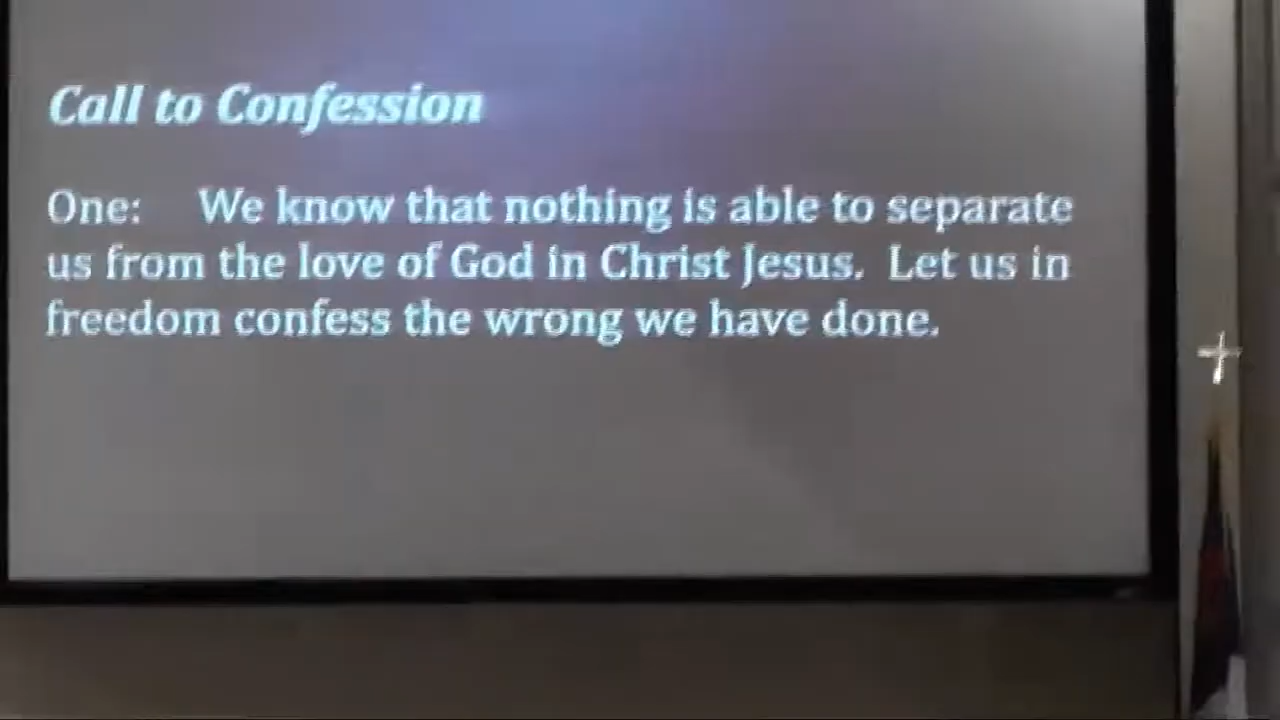 Call to Confession
One: We know that nothing is able to separate
us from the love of God in Christ Jesus. Let us in
freedom confess the wrong we have done.